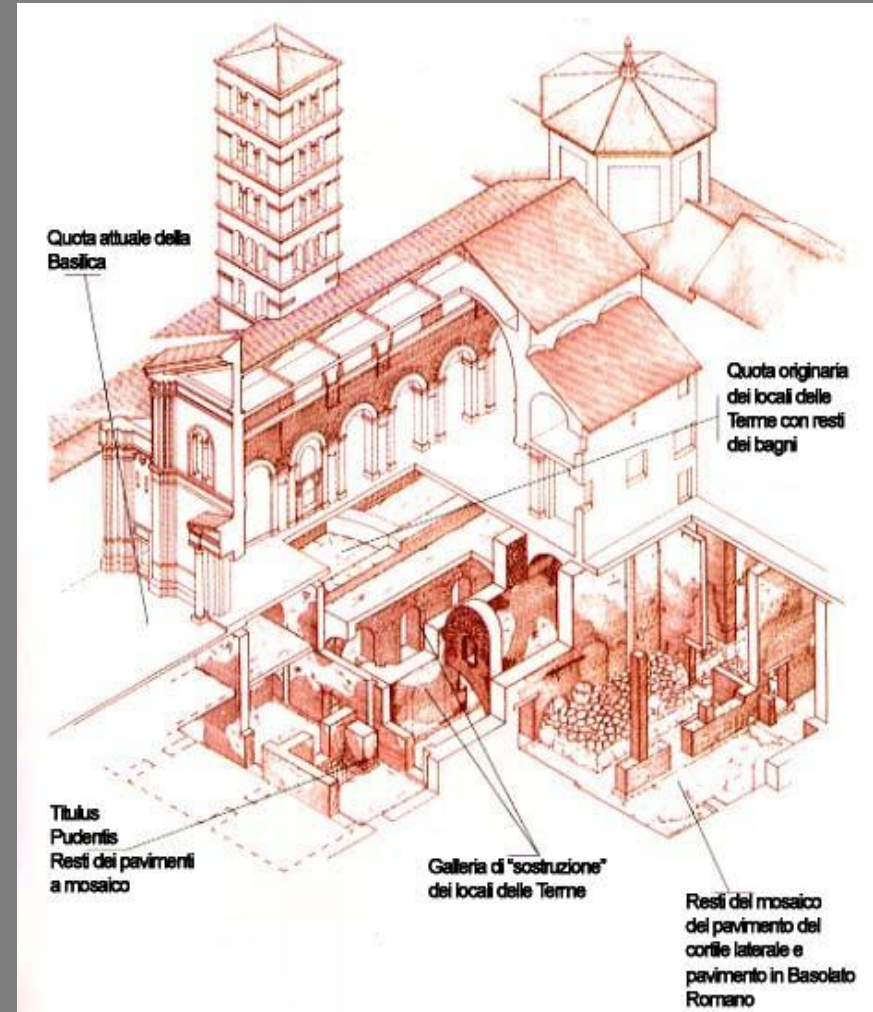 Quota attuale della
Basilica
Quota originaria
dei locali delle
Terme con resti
dei bagni
Titulus
Pudentis
Resti dei pavimenti
a mosaico
Galleria di "sostruzione"
dei locali delle Terme
Resti del mosaico
del pavimento del
cortile laterale e
pavimento in Basolato
Romano